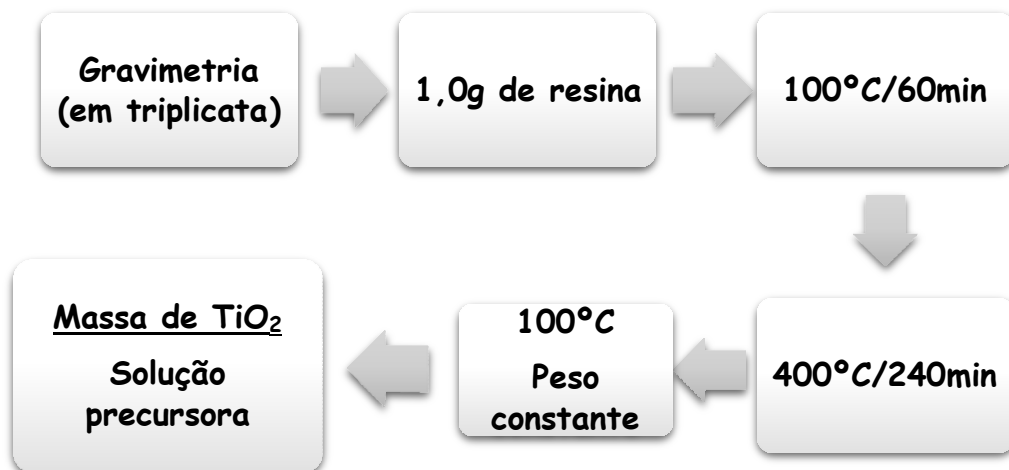 Gravimetria
(em triplicata)
1,0g de resina
100ºC/60min
400ºC/240min
100ºC
Peso
constante
Massa de TiO₂
Solução
precursora